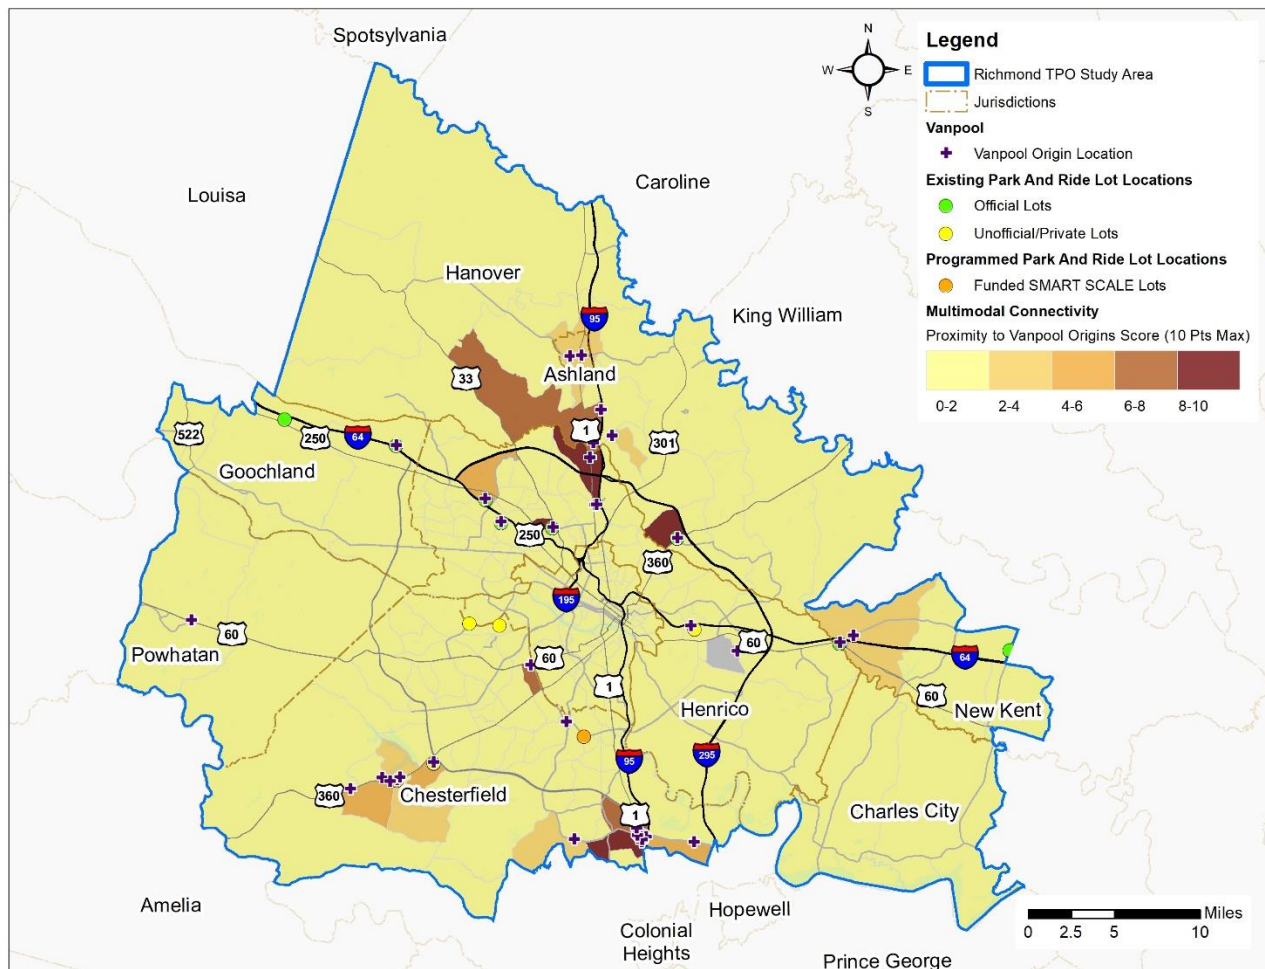 Spotsylvania
Louisa
Caroline
Hanover
King William
95
33
Ashland
1
301
522
250
64
Goochland
250
360
195
60
Powhatan
60
60
64
60
New Kent
1
Henrico
95
295
360
Chesterfield
1
Charles City
Amelia
Hopewell
Colonial
Heights
Prince George
N
W E
S
Legend
Richmond TPO Study Area
Jurisdictions
Vanpool
Vanpool Origin Location
Existing Park And Ride Lot Locations
Official Lots
Unofficial/Private Lots
Programmed Park And Ride Lot Locations
Funded SMART SCALE Lots
Multimodal Connectivity
Proximity to Vanpool Origins Score (10 Pts Max)
0-2 2-4 4-6 6-8 8-10
Miles
0 2.5 5 10